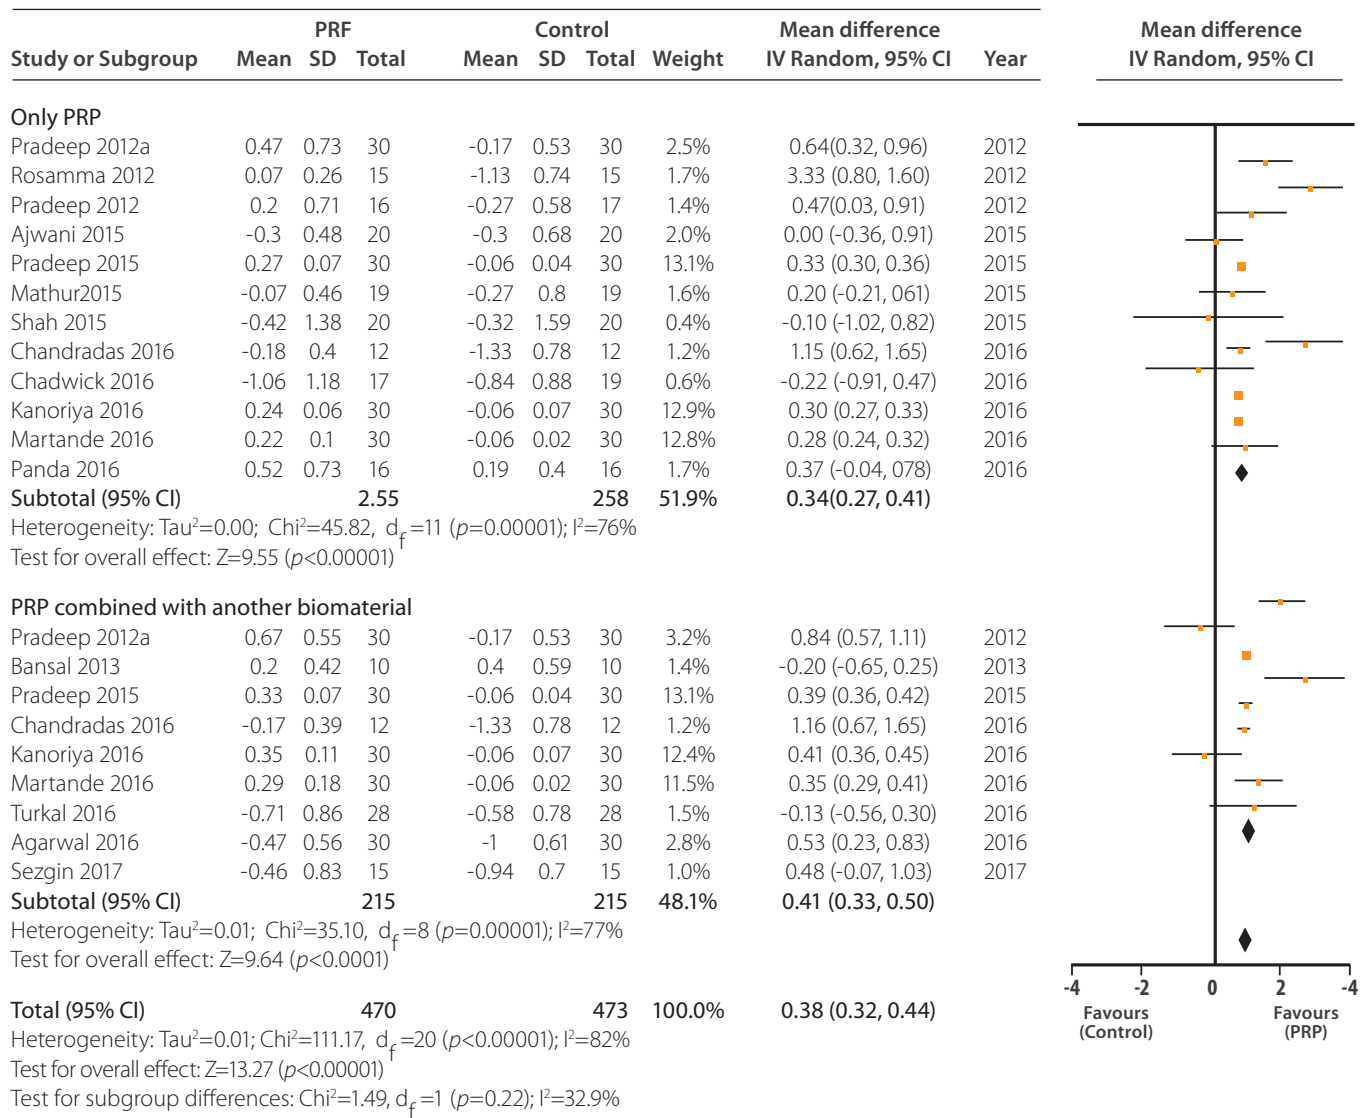 PRF Control Mean difference Mean difference
Study or Subgroup Mean SD Total Mean SD Total Weight IV Random, 95% CI Year IV Random, 95% CI
Only PRP
Pradeep 2012a 0.47 0.73 30 -0.17 0.53 30 2.5% 0.64(0.32, 0.96) 2012
Rosamma 2012 0.07 0.26 15 -1.13 0.74 15 1.7% 3.33 (0.80, 1.60) 2012
Pradeep 2012 0.2 0.71 16 -0.27 0.58 17 1.4% 0.47(0.03, 0.91) 2012
Ajwani 2015 -0.3 0.48 20 -0.3 0.68 20 2.0% 0.00 (-0.36, 0.91) 2015
Pradeep 2015 0.27 0.07 30 -0.06 0.04 30 13.1% 0.33 (0.30, 0.36) 2015
Mathur2015 -0.07 0.46 19 -0.27 0.8 19 1.6% 0.20 (-0.21, 061) 2015
Shah 2015 -0.42 1.38 20 -0.32 1.59 20 0.4% -0.10 (-1.02, 0.82) 2015
Chandradas 2016 -0.18 0.4 12 -1.33 0.78 12 1.2% 1.15 (0.62, 1.65) 2016
Chadwick 2016 -1.06 1.18 17 -0.84 0.88 19 0.6% -0.22 (-0.91, 0.47) 2016
Kanoriya 2016 0.24 0.06 30 -0.06 0.07 30 12.9% 0.30 (0.27, 0.33) 2016
Martande 2016 0.22 0.1 30 -0.06 0.02 30 12.8% 0.28 (0.24, 0.32) 2016
Panda 2016 0.52 0.73 16 0.19 0.4 16 1.7% 0.37 (-0.04, 078) 2016
Subtotal (95% CI) 2.55 258 51.9% 0.34(0.27, 0.41)
Heterogeneity: Tau²=0.00; Chi²=45.82, df=11 (p=0.00001); I²=76%
Test for overall effect: Z=9.55 (p<0.00001)
PRP combined with another biomaterial
Pradeep 2012a 0.67 0.55 30 -0.17 0.53 30 3.2% 0.84 (0.57, 1.11) 2012
Bansal 2013 0.2 0.42 10 0.4 0.59 10 1.4% -0.20 (-0.65, 0.25) 2013
Pradeep 2015 0.33 0.07 30 -0.06 0.04 30 13.1% 0.39 (0.36, 0.42) 2015
Chandradas 2016 -0.17 0.39 12 -1.33 0.78 12 1.2% 1.16 (0.67, 1.65) 2016
Kanoriya 2016 0.35 0.11 30 -0.06 0.07 30 12.4% 0.41 (0.36, 0.45) 2016
Martande 2016 0.29 0.18 30 -0.06 0.02 30 11.5% 0.35 (0.29, 0.41) 2016
Turkal 2016 -0.71 0.86 28 -0.58 0.78 28 1.5% -0.13 (-0.56, 0.30) 2016
Agarwal 2016 -0.47 0.56 30 -1 0.61 30 2.8% 0.53 (0.23, 0.83) 2016
Sezgin 2017 -0.46 0.83 15 -0.94 0.7 15 1.0% 0.48 (-0.07, 1.03) 2017
Subtotal (95% CI) 215 215 48.1% 0.41 (0.33, 0.50)
Heterogeneity: Tau²=0.01; Chi²=35.10, df=8 (p=0.00001); I²=77%
Test for overall effect: Z=9.64 (p<0.0001)
-4 -2 0 2 -4
Favours (Control) Favours (PRP)
Total (95% CI) 470 473 100.0% 0.38 (0.32, 0.44)
Heterogeneity: Tau²=0.01; Chi²=111.17, df=20 (p<0.00001); I²=82%
Test for overall effect: Z=13.27 (p<0.00001)
Test for subgroup differences: Chi²=1.49, df=1 (p=0.22); I²=32.9%